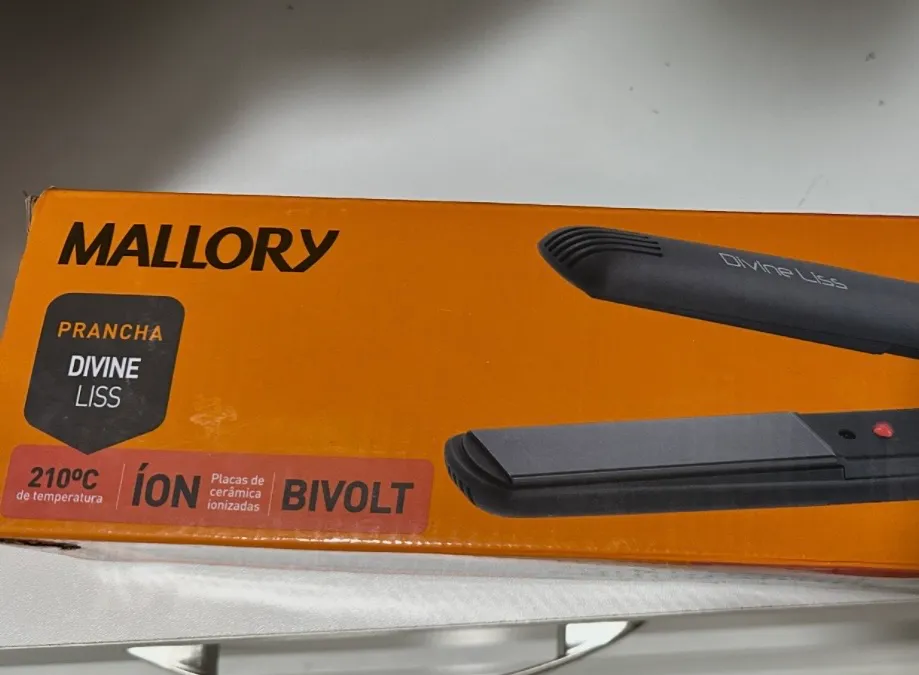 MALLORY
Divine Liss
PRANCHA
DIVINE
LISS
210ºC
de temperatura
ÍON
Placas de
cerâmica
ionizadas
BIVOLT